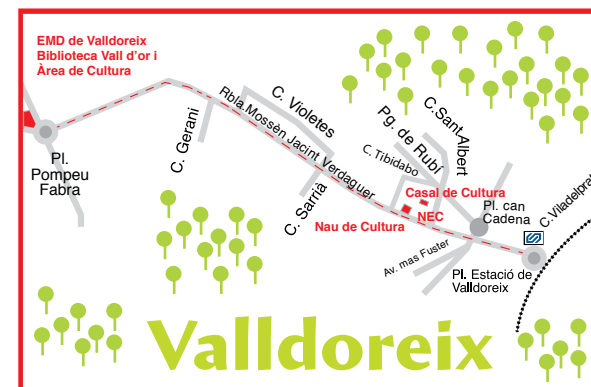 EMD de Valldoreix
Biblioteca Vall d'or i
Àrea de Cultura
Pl.
Pompeu
Fabra
C. Gerani
Rbla.Mossèn Jacint Verdaguer
C. Violetes
C. Sarrià
C, Tibidabo
Pg. de Rubí
C.Sant Albert
Casal de Cultura
NEC
Nau de Cultura
Pl. can
Cadena
C. Viladelprat
Av. mas Fuster
Pl. Estació de
Valldoreix
Valldoreix